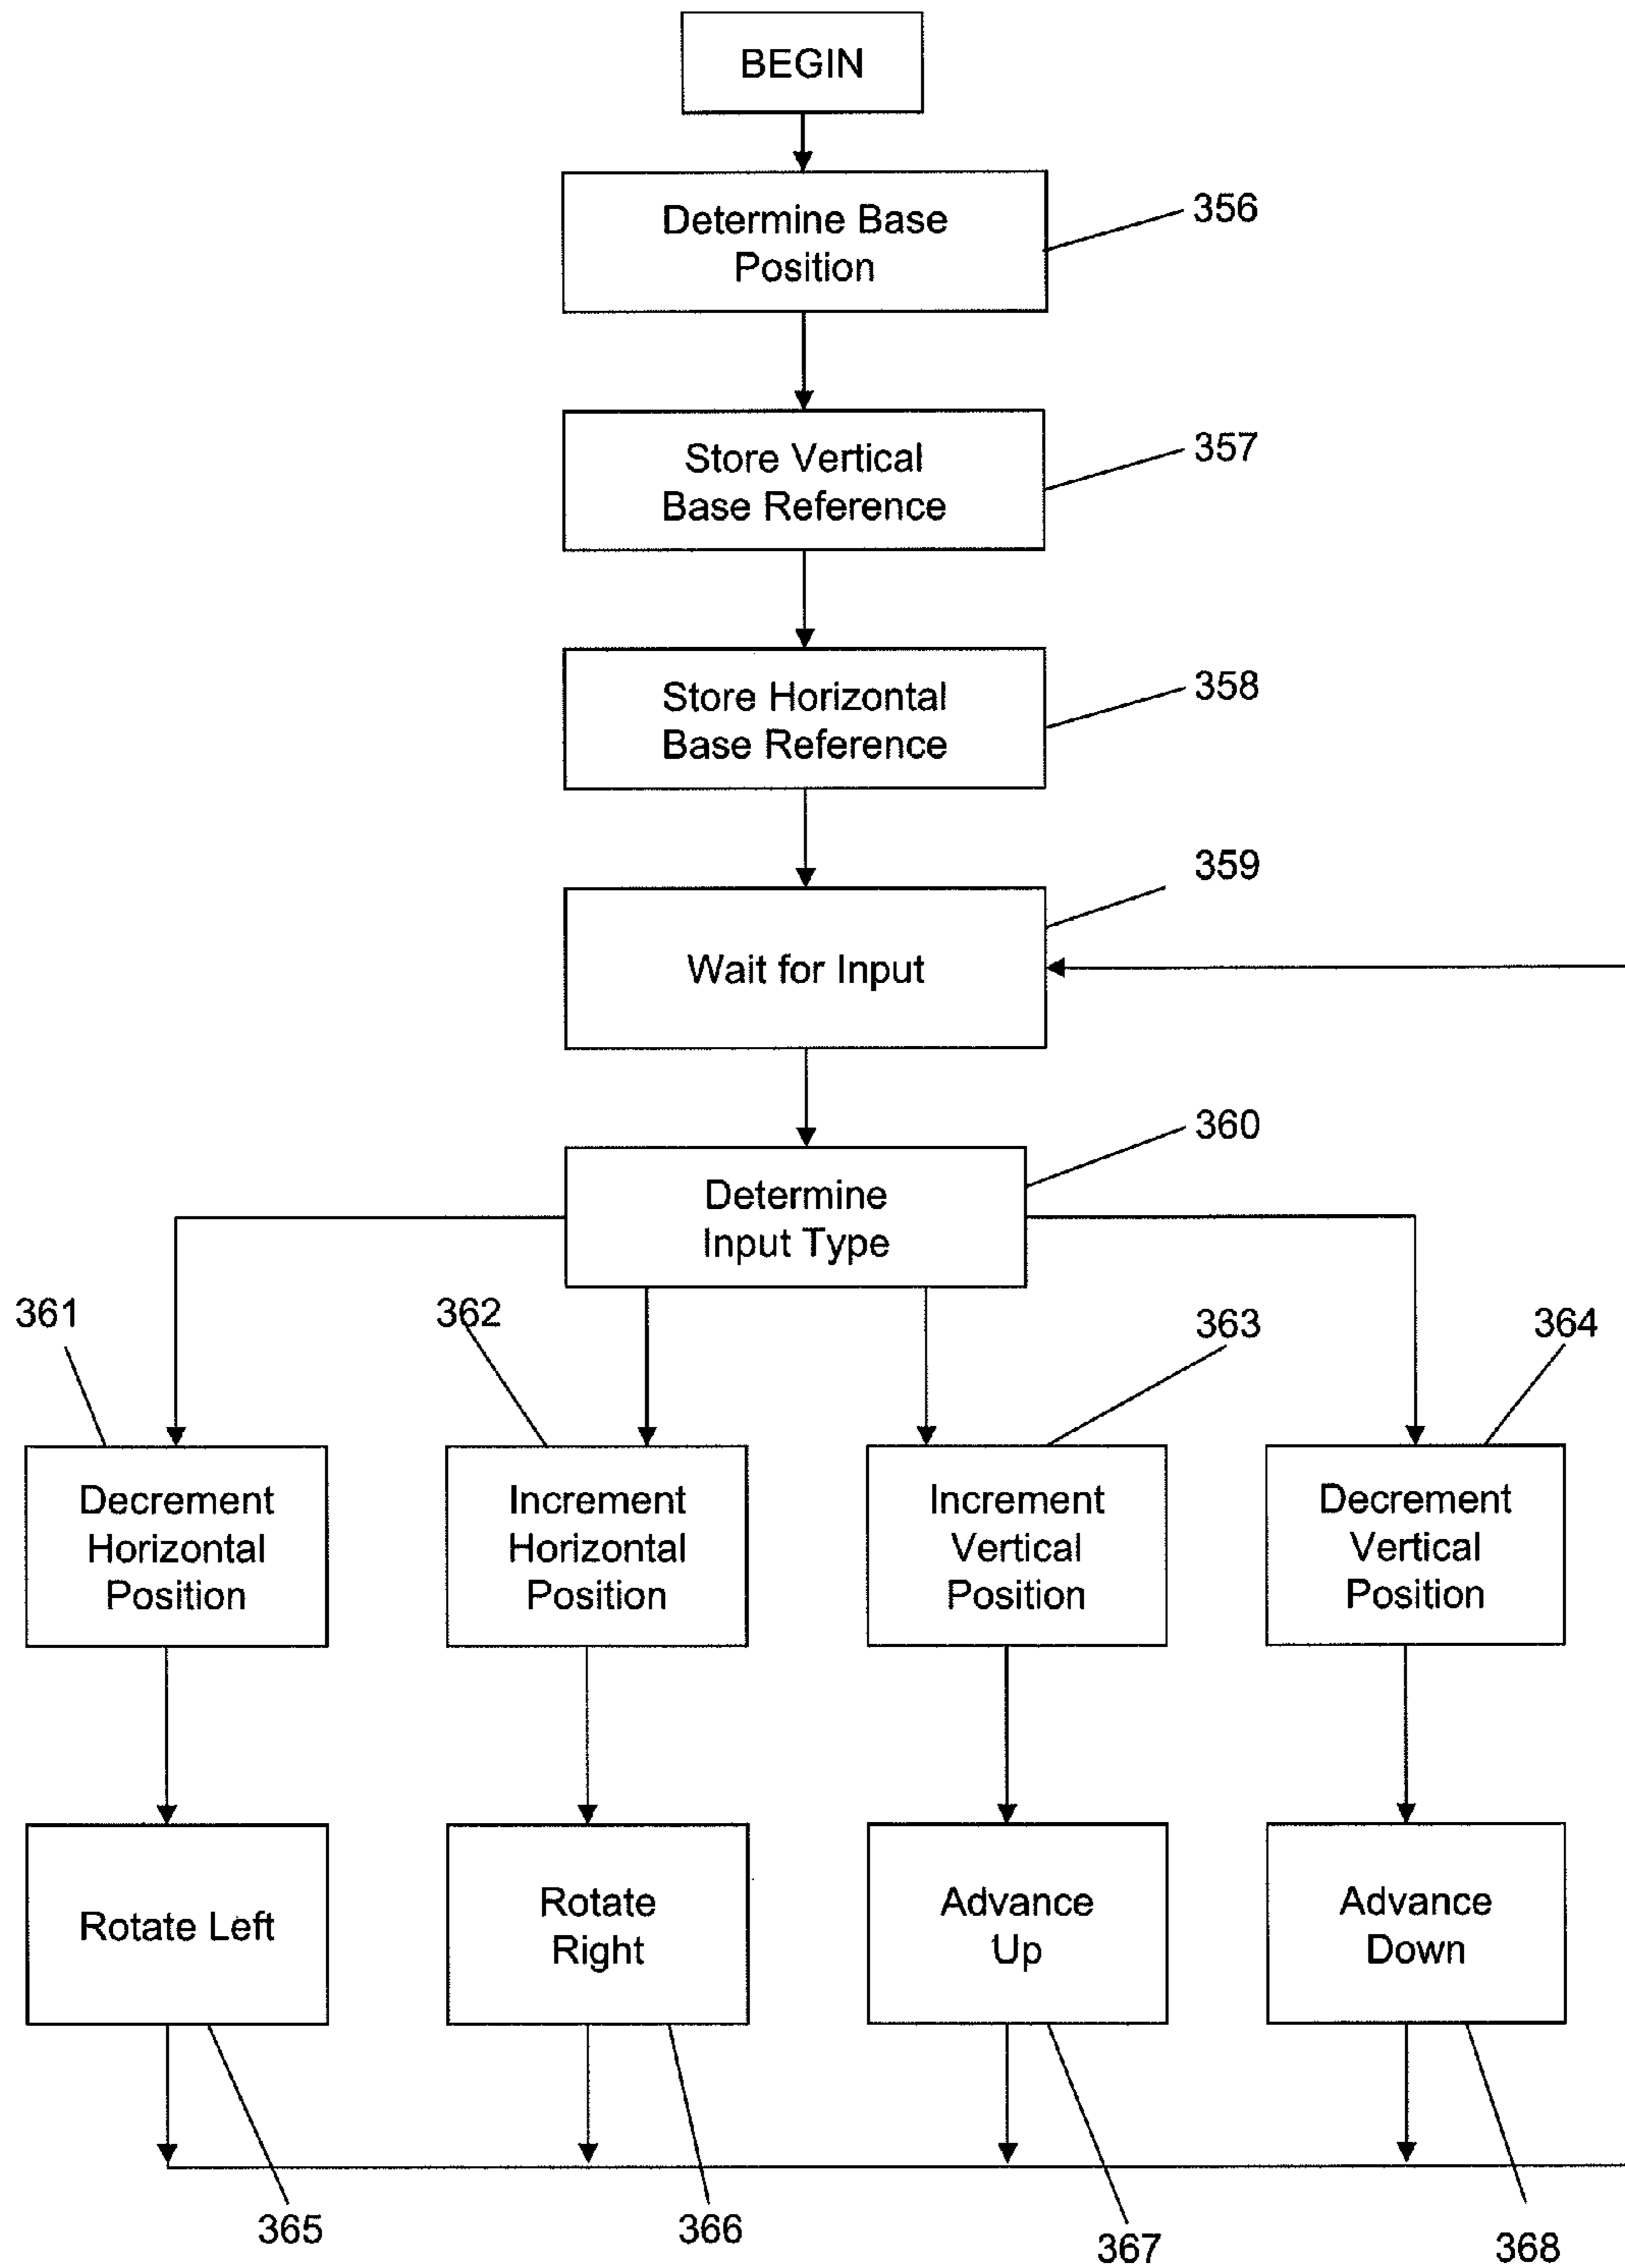 BEGIN
Determine Base
Position
356
Store Vertical
Base Reference
357
Store Horizontal
Base Reference
358
359
Wait for Input
360
Determine
Input Type
361
362
363
364
Decrement
Horizontal
Position
Increment
Horizontal
Position
Increment
Vertical
Position
Decrement
Vertical
Position
Rotate Left
Rotate
Right
Advance
Up
Advance
Down
365
366
367
368